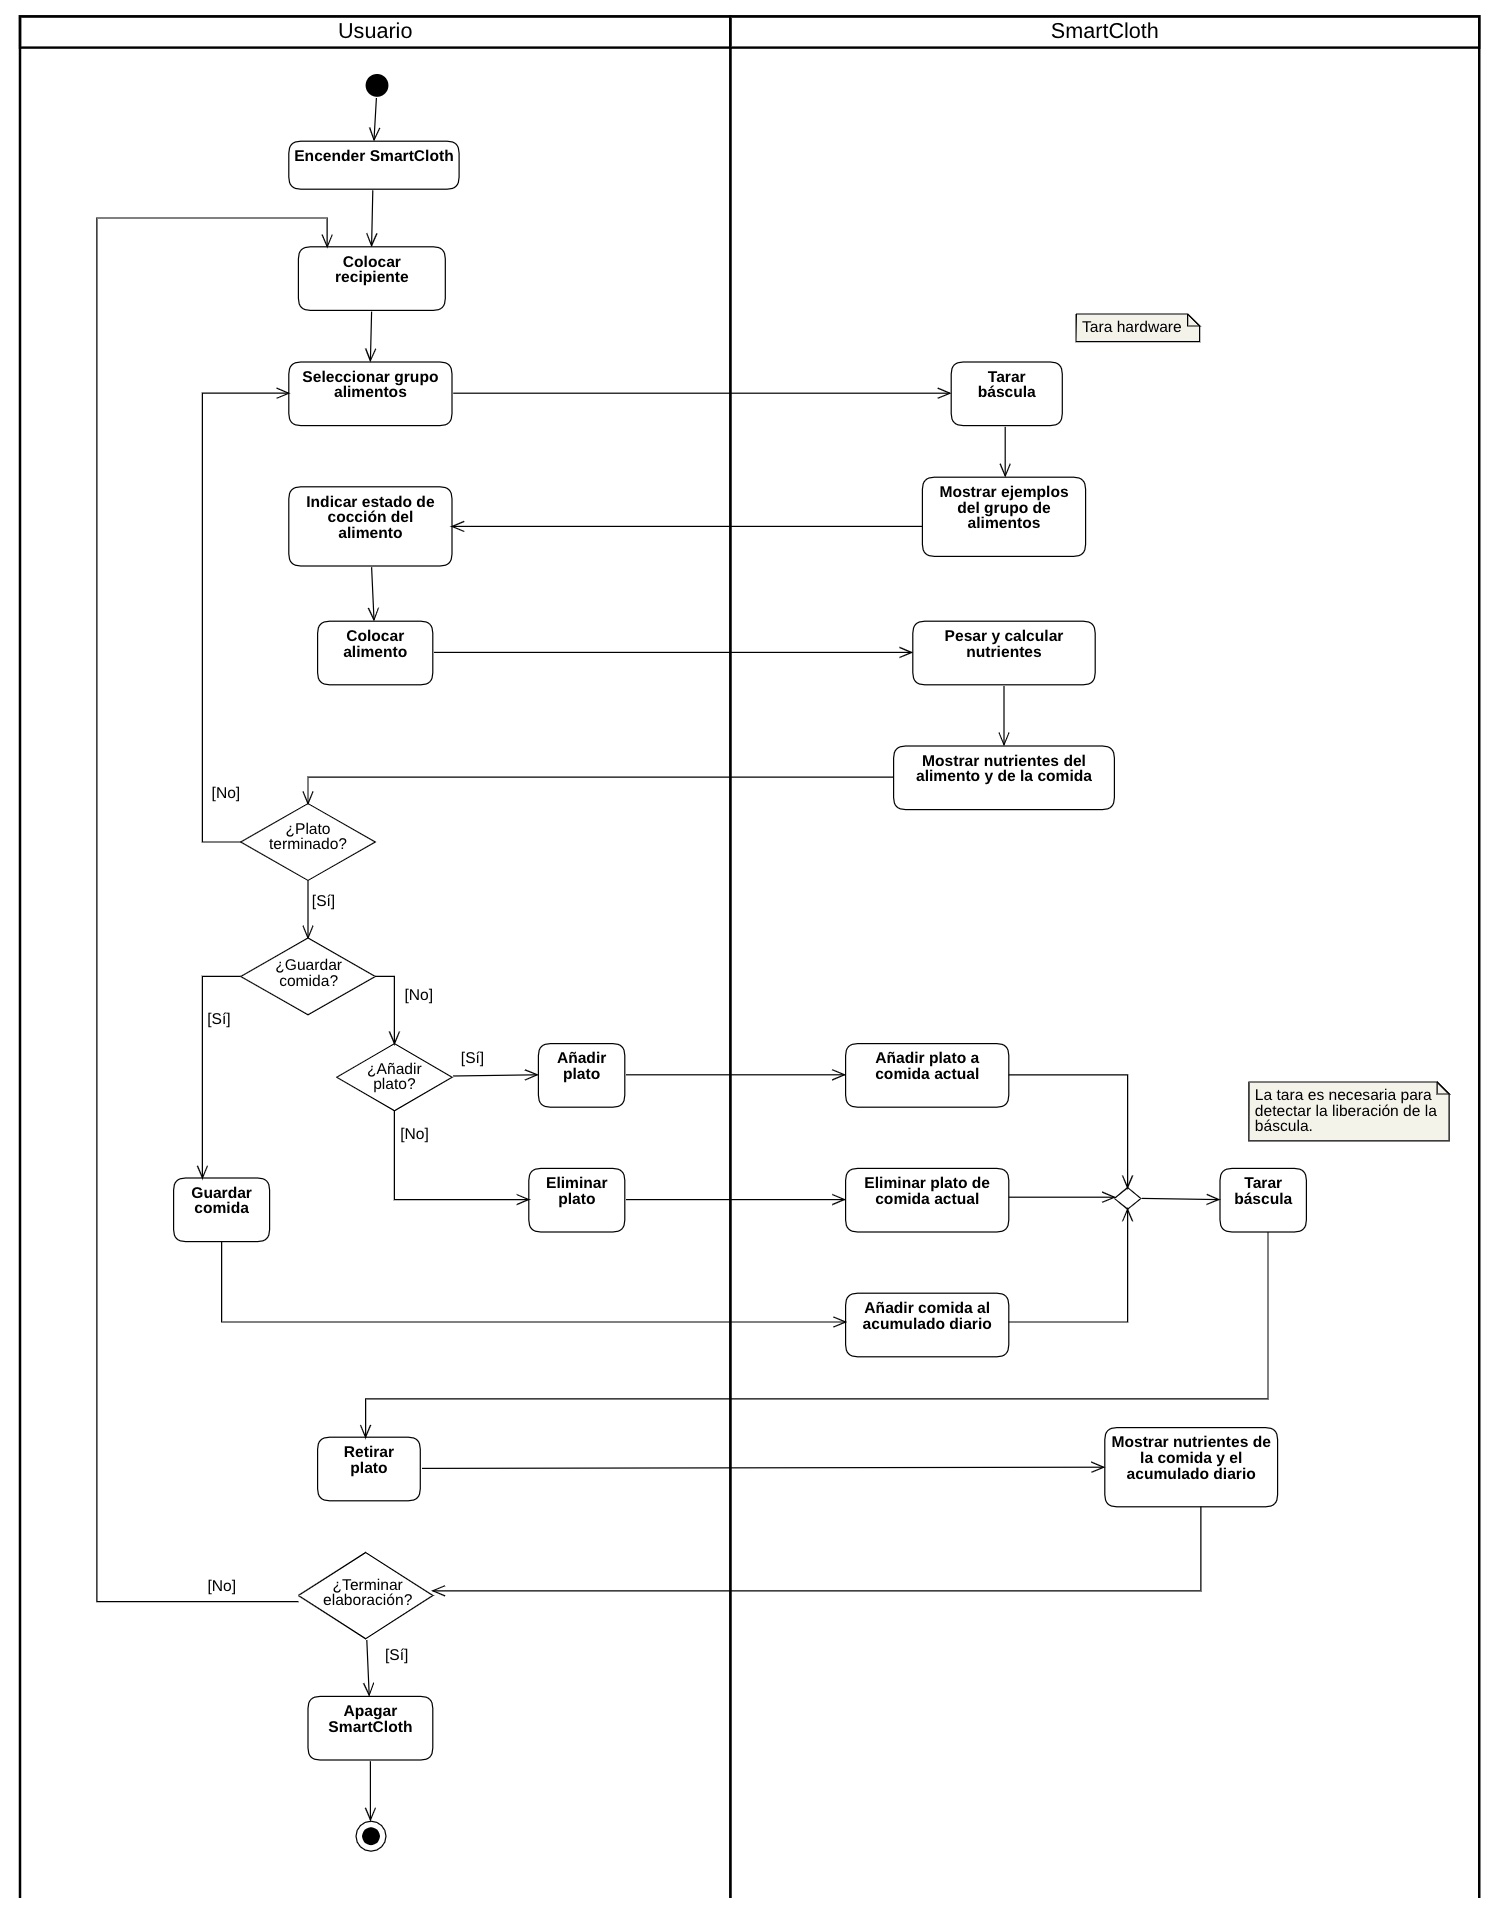 Usuario
SmartCloth
Encender SmartCloth
Colocar
recipiente
Tara hardware
Seleccionar grupo
alimentos
Tarar
báscula
Mostrar ejemplos
del grupo de
alimentos
Indicar estado de
cocción del
alimento
Colocar
alimento
Pesar y calcular
nutrientes
Mostrar nutrientes del
alimento y de la comida
[No]
¿Plato
terminado?
[Sí]
¿Guardar
comida?
[No]
[Sí]
¿Añadir
plato?
[Sí]
Añadir
plato
Añadir plato a
comida actual
La tara es necesaria para
detectar la liberación de la
báscula.
[No]
Guardar
comida
Eliminar
plato
Eliminar plato de
comida actual
Tarar
báscula
Añadir comida al
acumulado diario
Retirar
plato
Mostrar nutrientes de
la comida y el
acumulado diario
[No]
¿Terminar
elaboración?
[Sí]
Apagar
SmartCloth